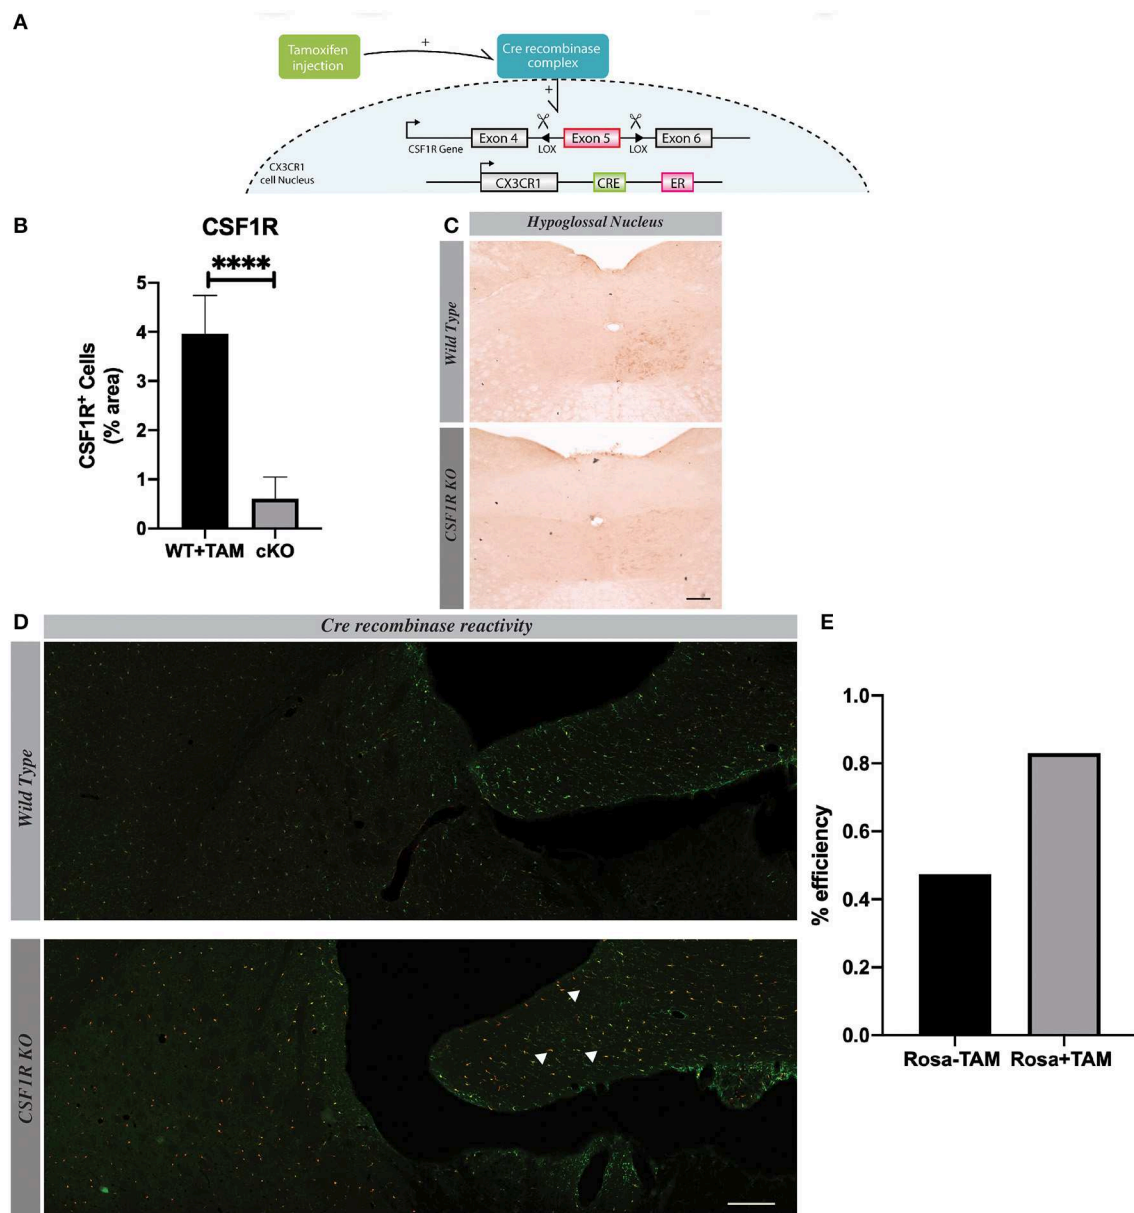 A
Tamoxifen
injection
+
Cre recombinase
complex
+
Exon 4
Exon 5
Exon 6
CSF1R Gene
LOX
LOX
CX3CR1
cell Nucleus
CX3CR1
CRE
ER
B
CSF1R
****
5
4
3
2
1
0
CSF1R+ Cells
(% area)
WT+TAM
cKO
C
Hypoglossal Nucleus
Wild Type
CSF1R KO
D
Cre recombinase reactivity
Wild Type
CSF1R KO
E
1.0
0.8
0.6
0.4
0.2
0.0
% efficiency
Rosa-TAM
Rosa+TAM